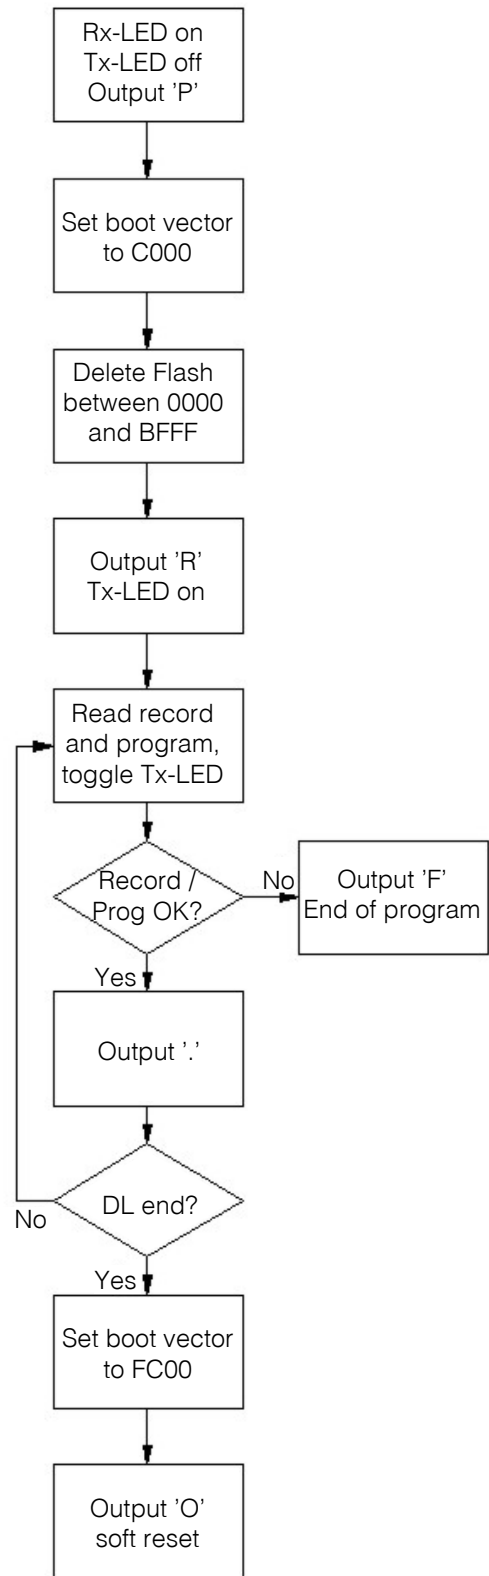 Rx-LED on
Tx-LED off
Output ’P’
Set boot vector
to C000
Delete Flash
between 0000
and BFFF
Output ’R’
Tx-LED on
Read record
and program,
toggle Tx-LED
Record /
Prog OK?
No
Output ’F’
End of program
Yes
Output ’.’
DL end?
No
Yes
Set boot vector
to FC00
Output ’O’
soft reset